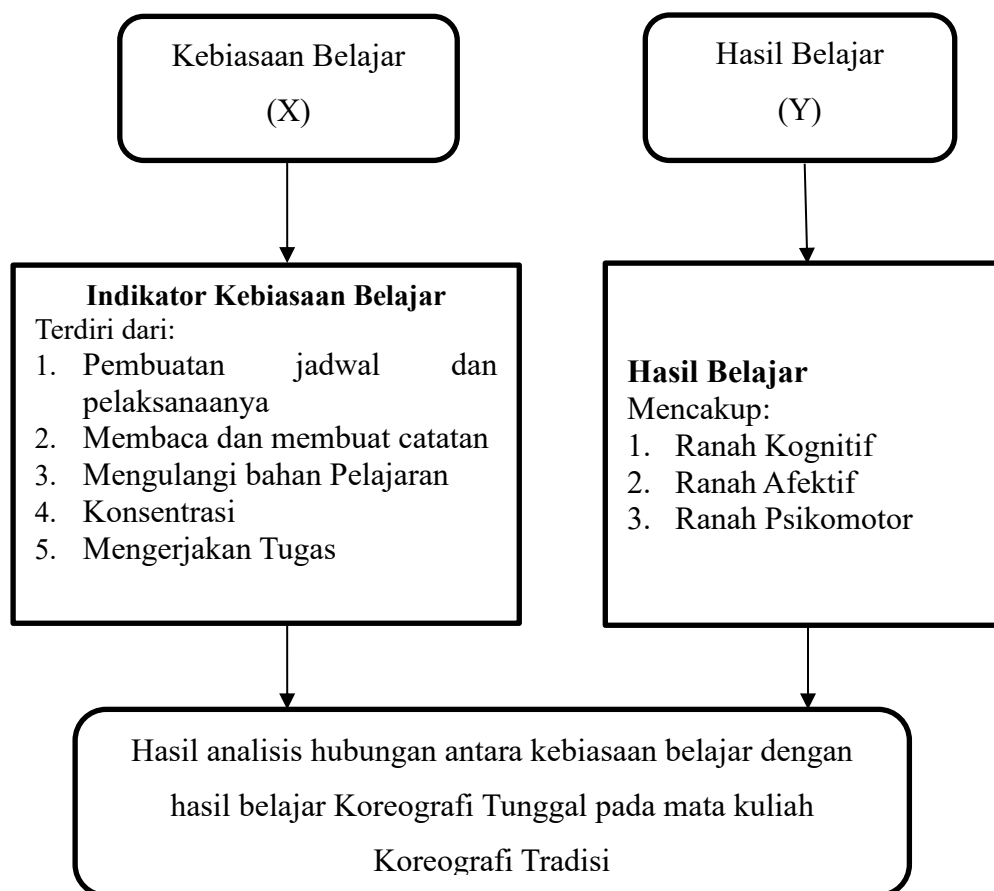 Kebiasaan Belajar
(X)
Hasil Belajar
(Y)
Indikator Kebiasaan Belajar
Terdiri dari:
1. Pembuatan jadwal dan
pelaksanaanya
2. Membaca dan membuat catatan
3. Mengulangi bahan Pelajaran
4. Konsentrasi
5. Mengerjakan Tugas
Hasil Belajar
Mencakup:
1. Ranah Kognitif
2. Ranah Afektif
3. Ranah Psikomotor
Hasil analisis hubungan antara kebiasaan belajar dengan
hasil belajar Koreografi Tunggal pada mata kuliah
Koreografi Tradisi